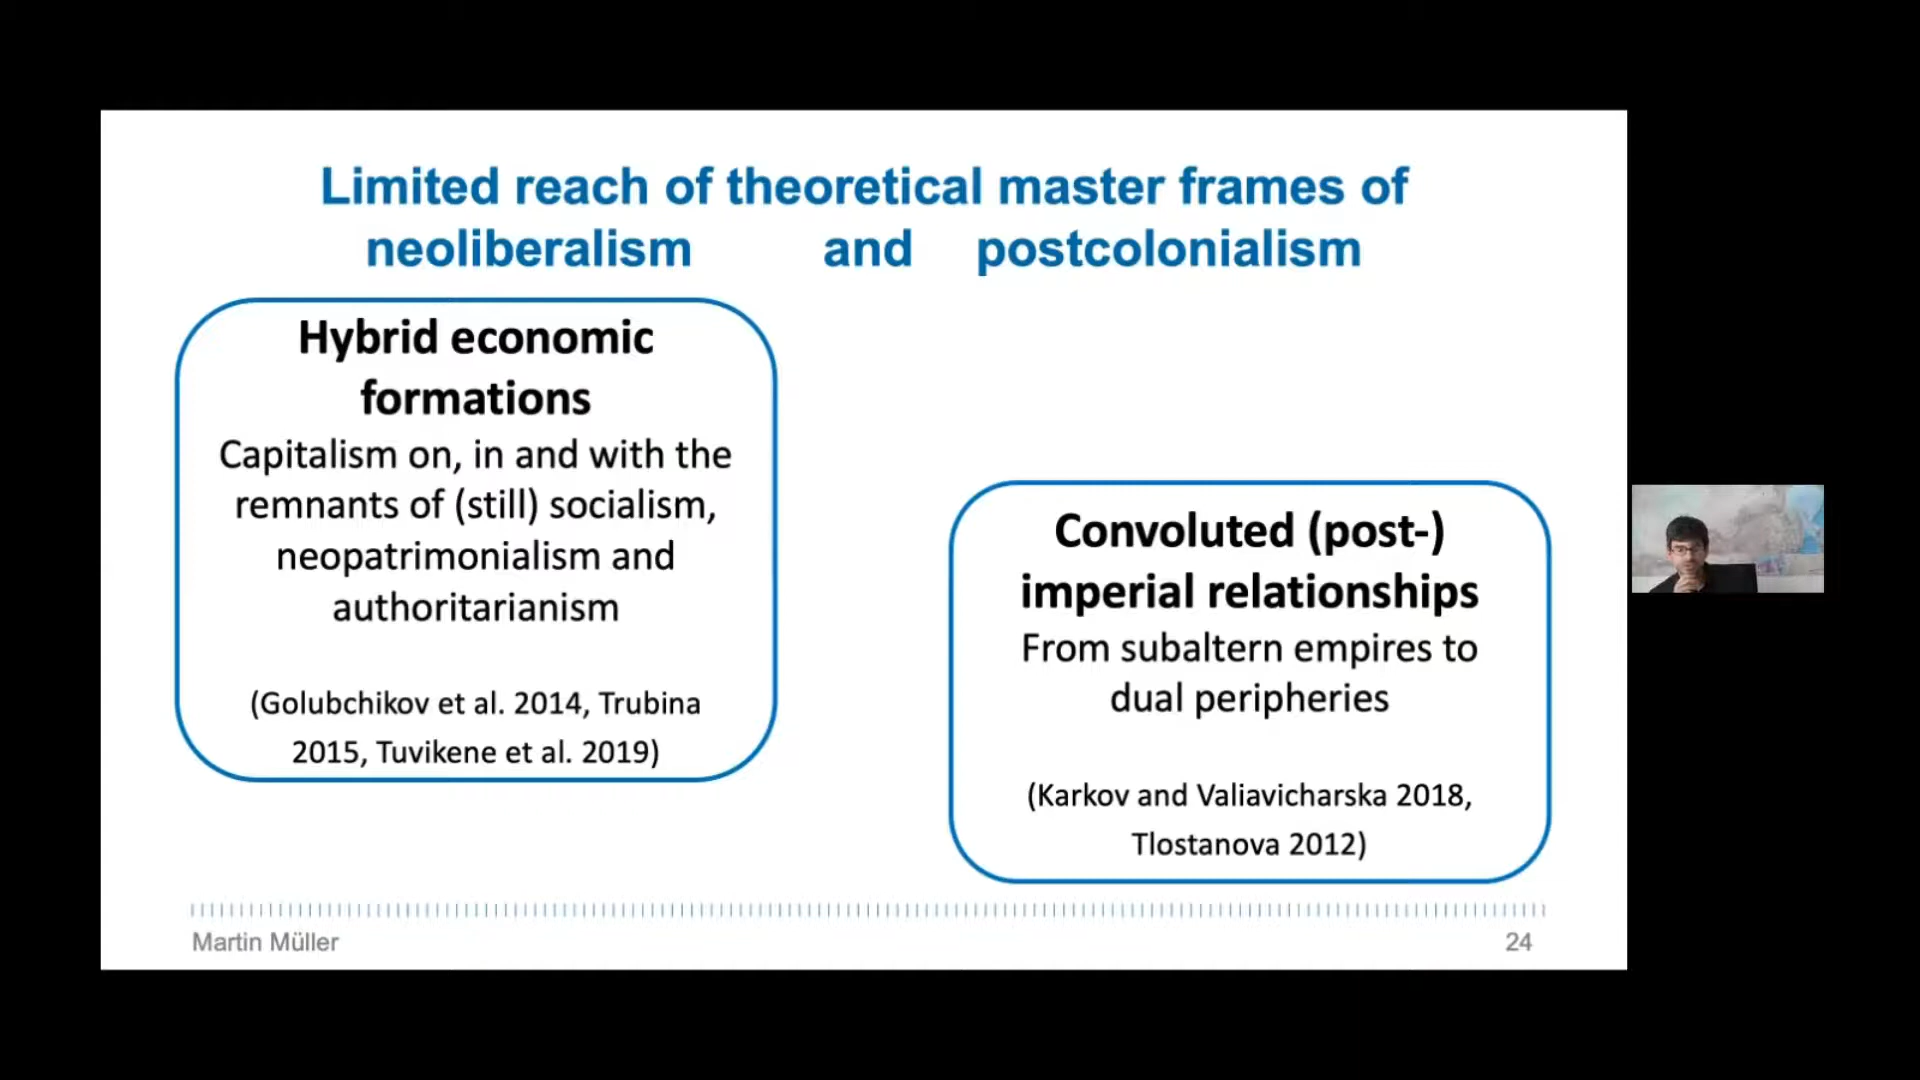 Limited reach of theoretical master frames of
neoliberalism and postcolonialism
Hybrid economic
formations
Capitalism on, in and with the
remnants of (still) socialism,
neopatrimonialism and
authoritarianism
(Golubchikov et al. 2014, Trubina
2015, Tuvikene et al. 2019)
Convoluted (post-)
imperial relationships
From subaltern empires to
dual peripheries
(Karkov and Valiavicharska 2018,
Tlostanova 2012)
Martin Müller
24